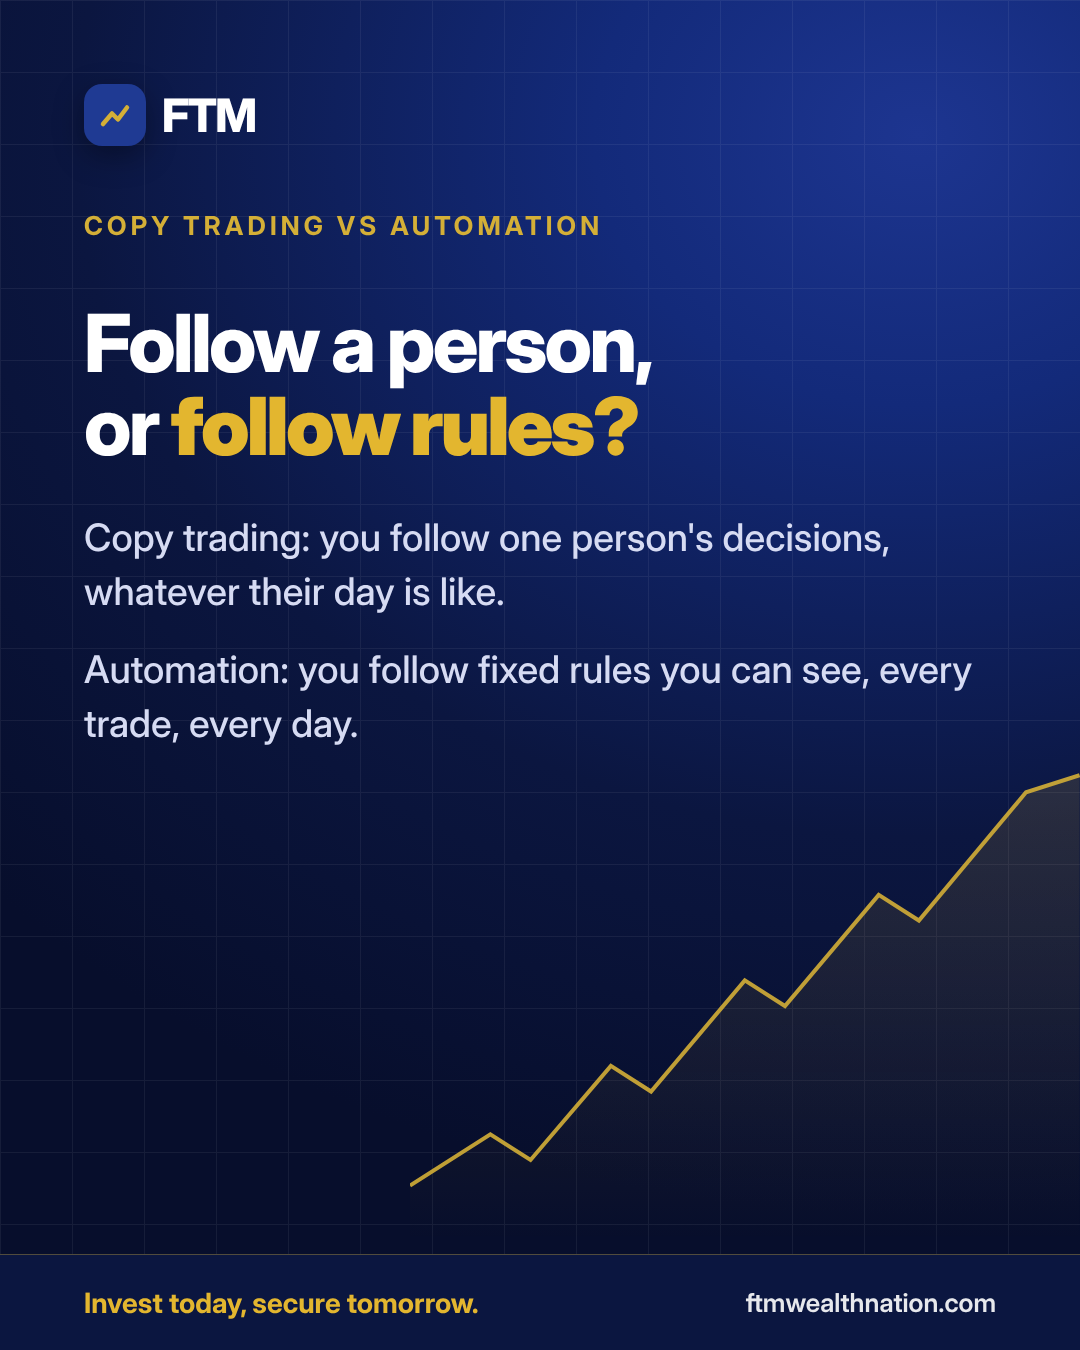 FTM
COPY TRADING VS AUTOMATION
Follow a person,
or follow rules?
Copy trading: you follow one person's decisions,
whatever their day is like.
Automation: you follow fixed rules you can see, every
trade, every day.
Invest today, secure tomorrow.
ftmwealthnation.com